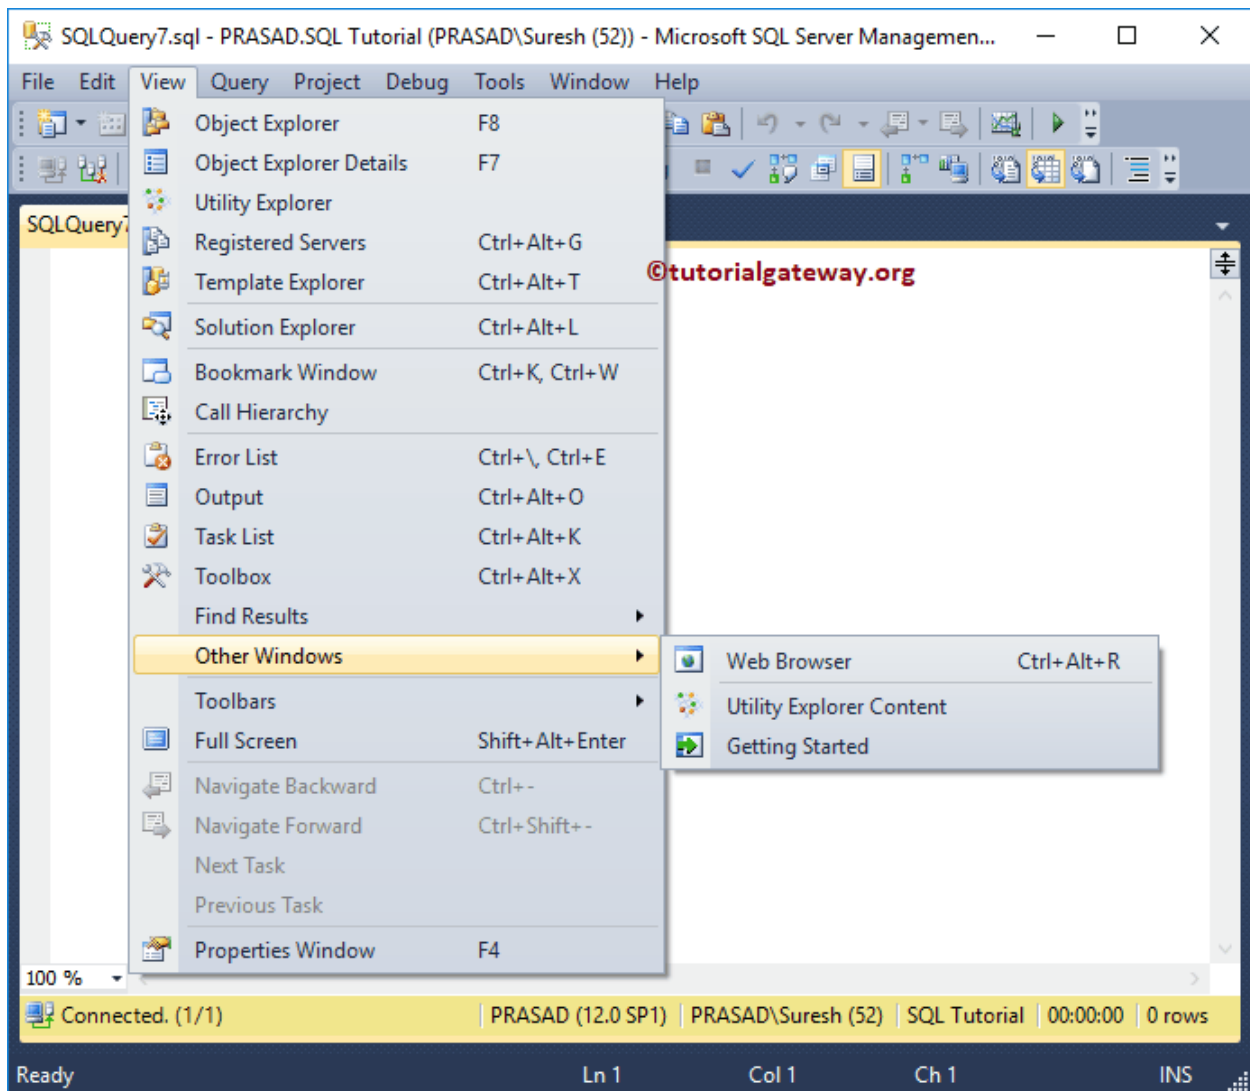 SQLQuery7.sql - PRASAD.SQL Tutorial (PRASAD\Suresh (52)) - Microsoft SQL Server Managemen...
File Edit View Query Project Debug Tools Window Help
Object Explorer F8
Object Explorer Details F7
Utility Explorer
SQLQuery7
Registered Servers Ctrl+Alt+G
©tutorialgateway.org
Template Explorer Ctrl+Alt+T
Solution Explorer Ctrl+Alt+L
Bookmark Window Ctrl+K, Ctrl+W
Call Hierarchy
Error List Ctrl+\, Ctrl+E
Output Ctrl+Alt+O
Task List Ctrl+Alt+K
Toolbox Ctrl+Alt+X
Find Results
Other Windows
Web Browser Ctrl+Alt+R
Utility Explorer Content
Getting Started
Toolbars
Full Screen Shift+Alt+Enter
Navigate Backward Ctrl+-
Navigate Forward Ctrl+Shift+-
Next Task
Previous Task
Properties Window F4
100 %
Connected. (1/1) PRASAD (12.0 SP1) PRASAD\Suresh (52) SQL Tutorial 00:00:00 0 rows
Ready Ln 1 Col 1 Ch 1 INS